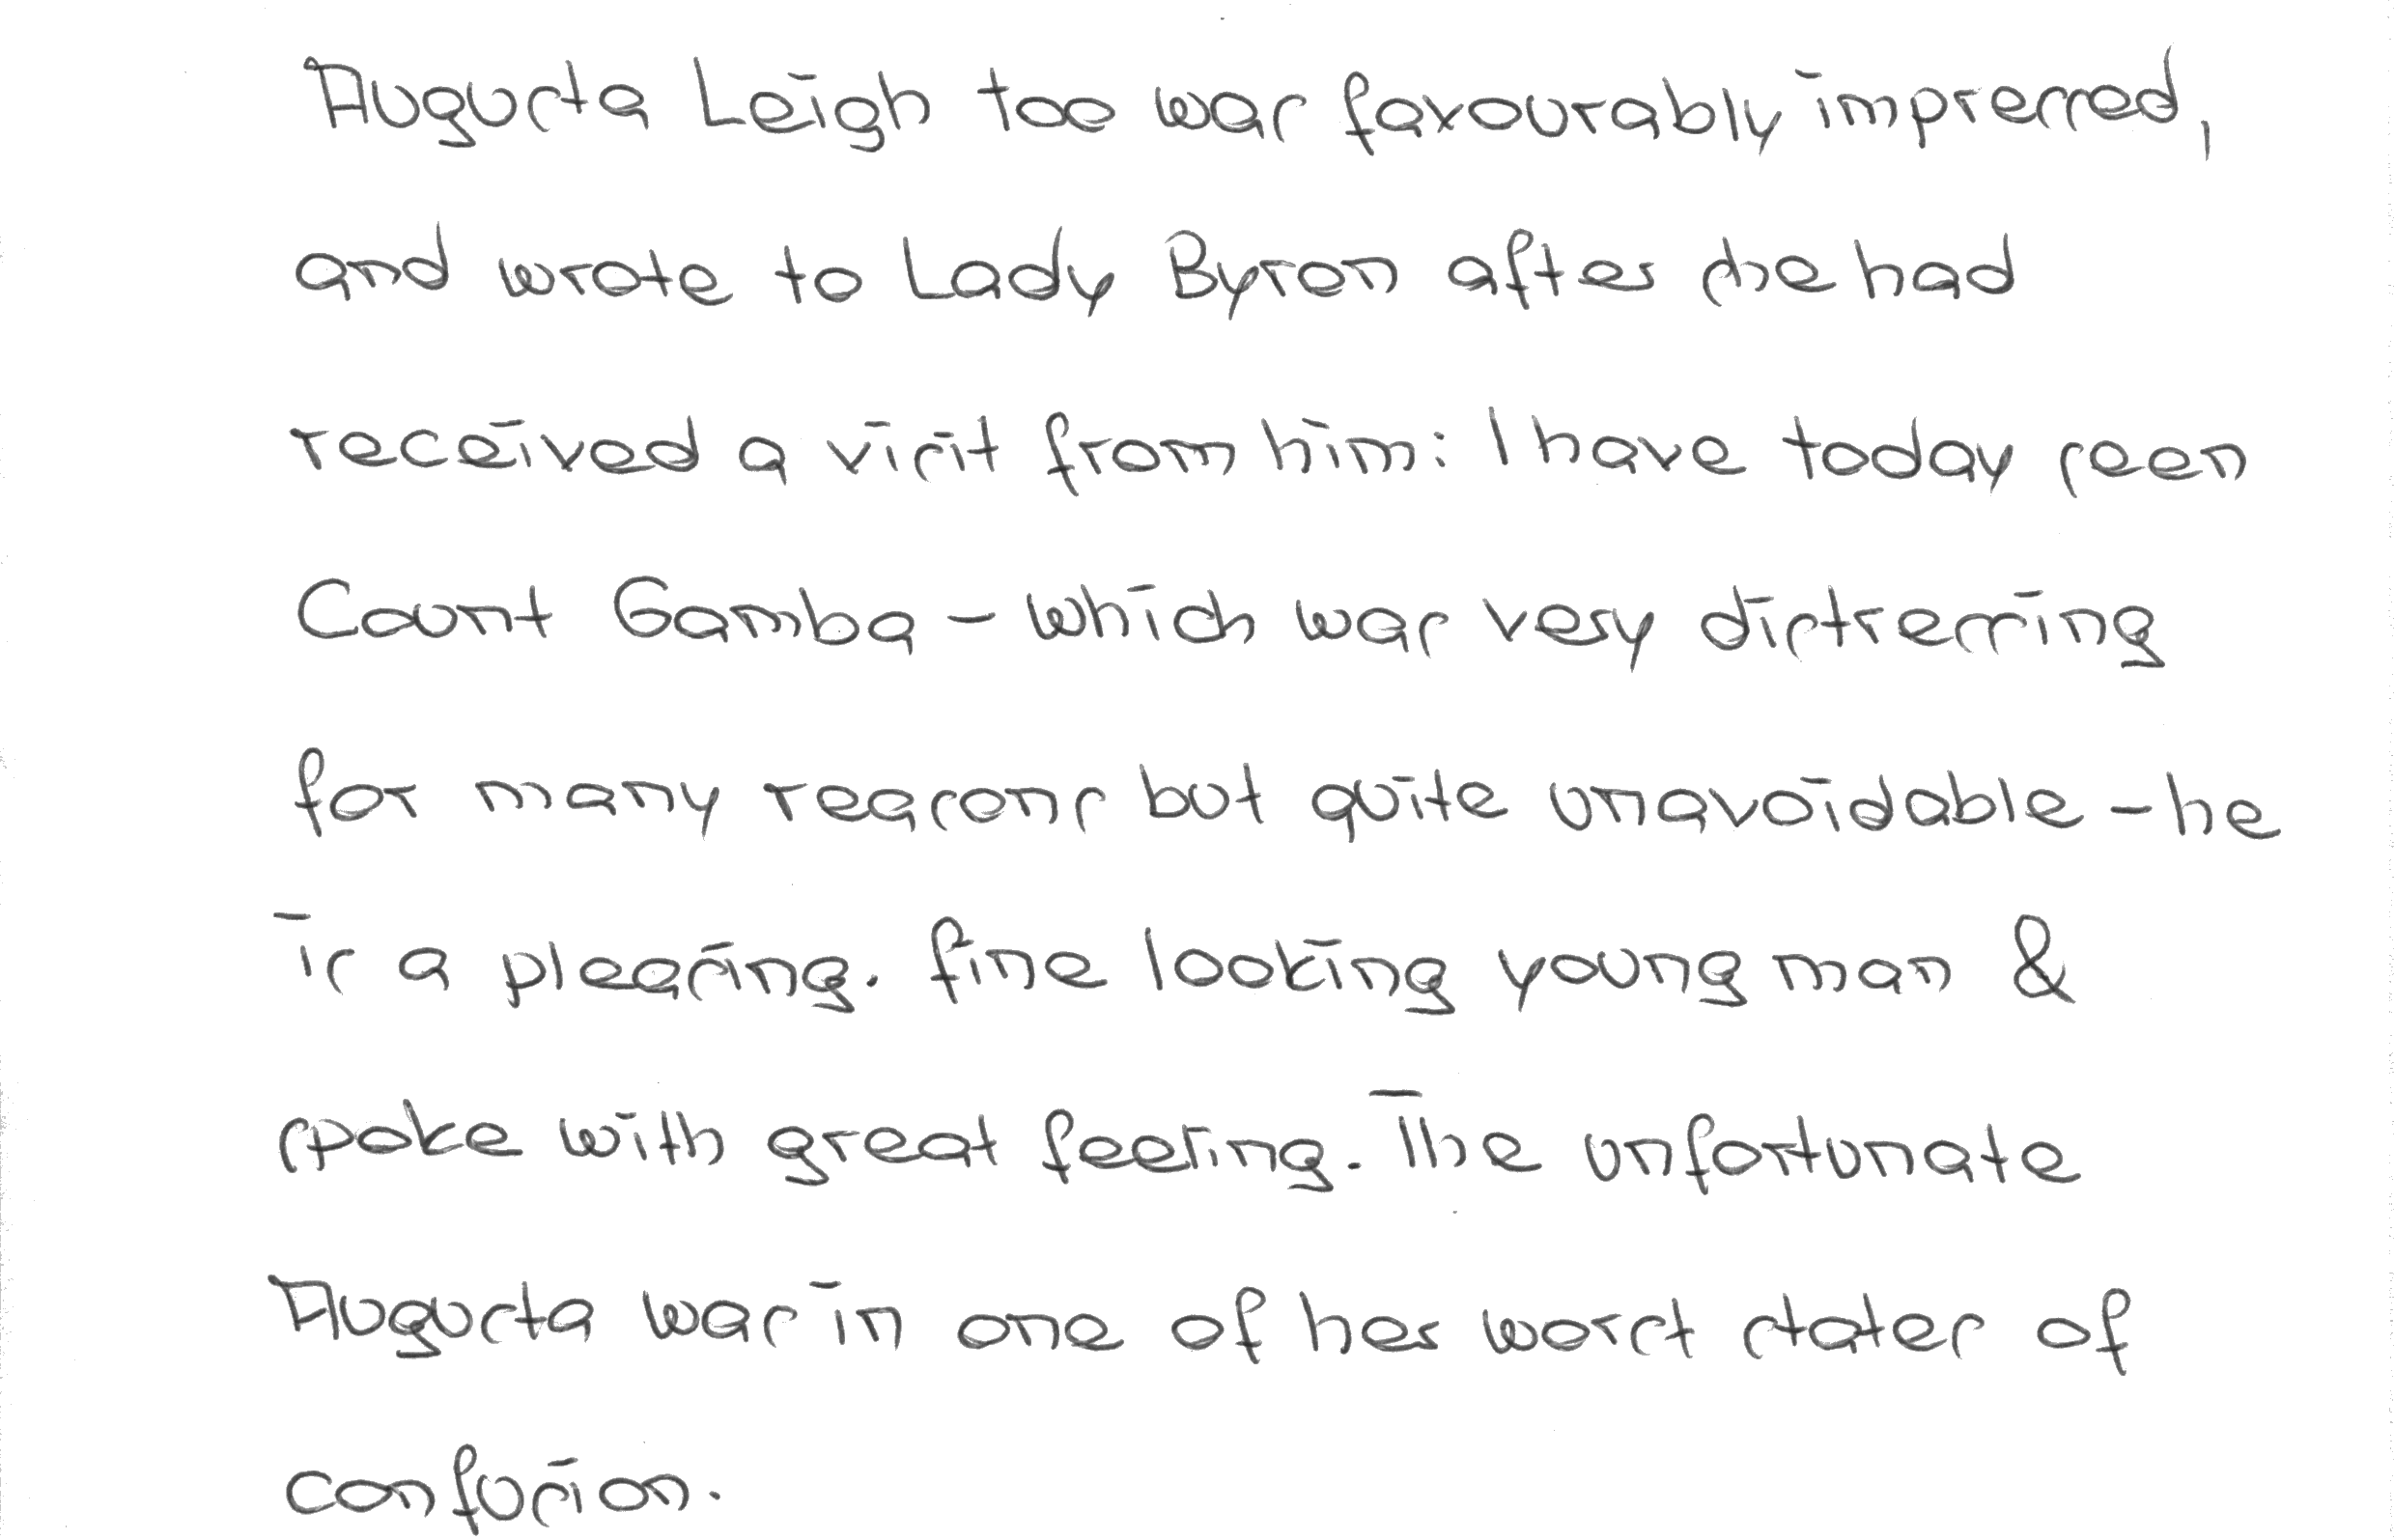 Augusta Leigh too was favourably impressed,
and wrote to Lady Byron after she had
received a visit from him: I have today seen
Count Gamba - which was very distressing
for many reasons but quite unavoidable - he
is a pleasing. fine looking young man &
spoke with great feeling. The unfortunate
Augusta was in one of her worst states of
confusion.